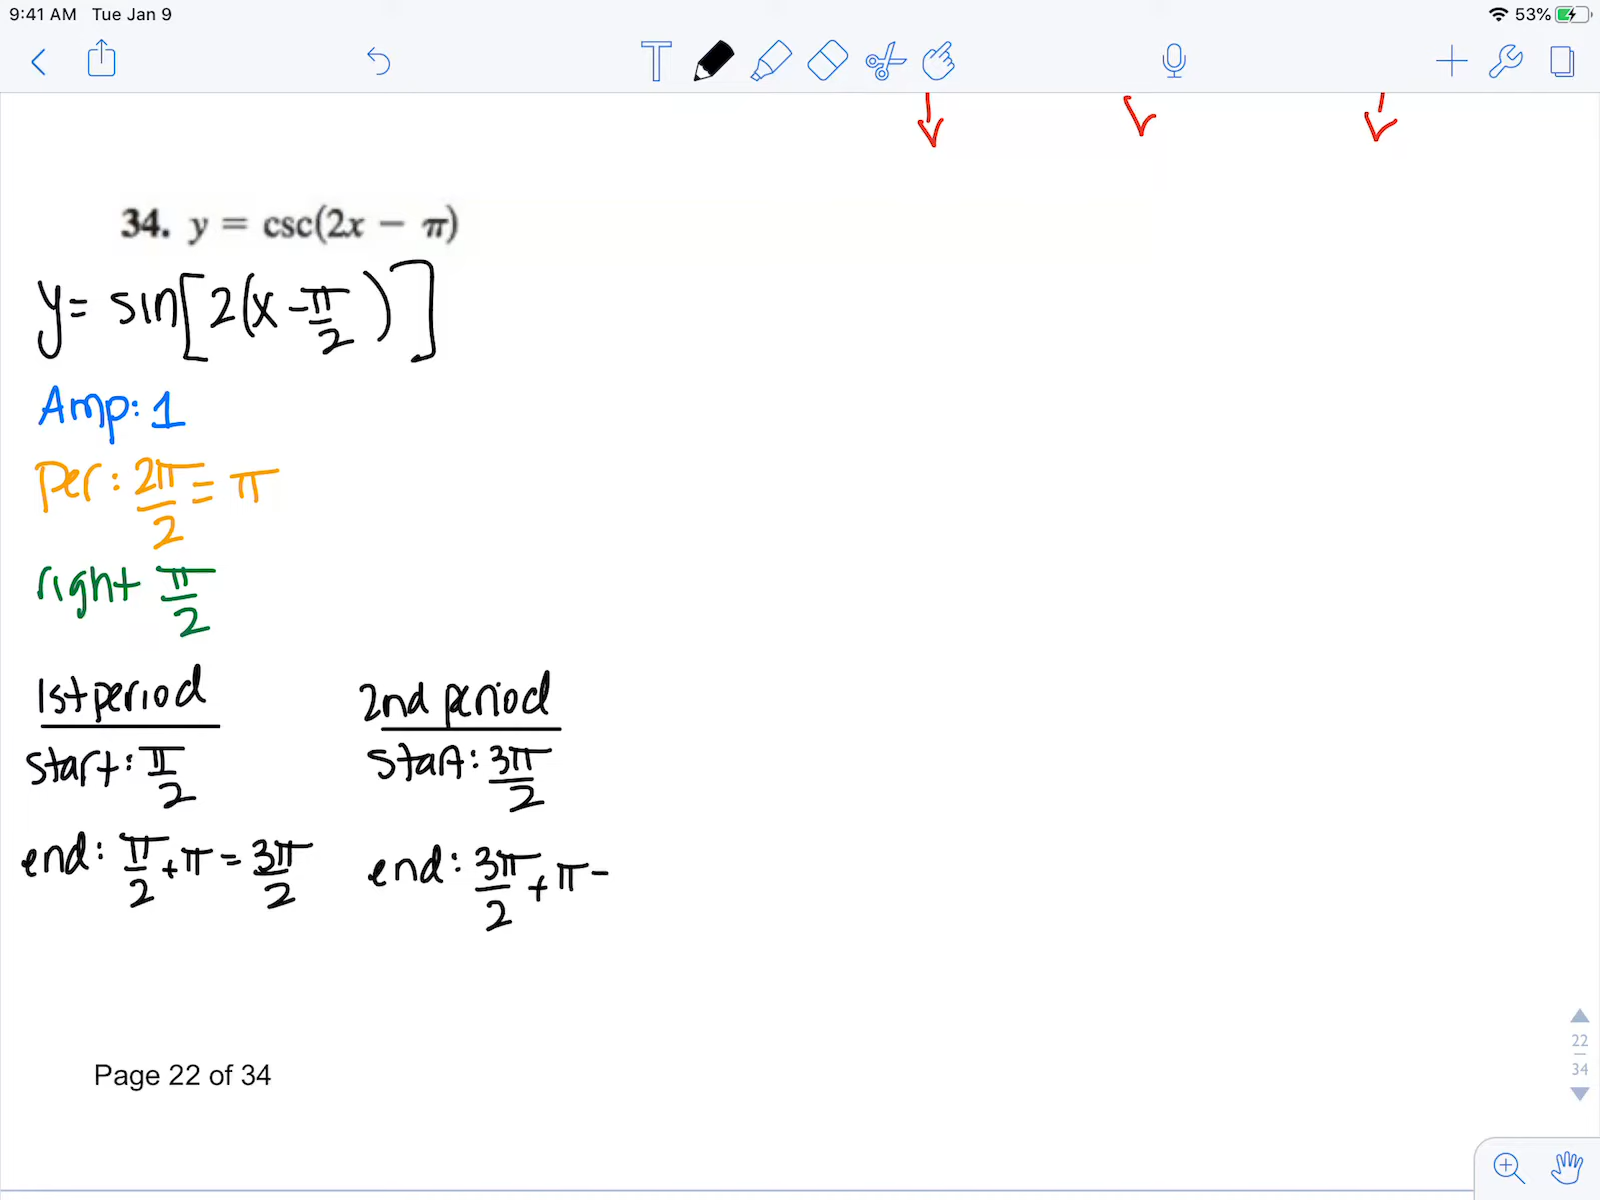 9:41 AM Tue Jan 9
53%
T
34. y = csc(2x − π)
y= sin[2(x-π/2)]
Amp: 1
Per: 2π/2 = π
right π/2
1st period
start: π/2
end: π/2 + π = 3π/2
2nd period
start: 3π/2
end: 3π/2 + π -
Page 22 of 34
22
34